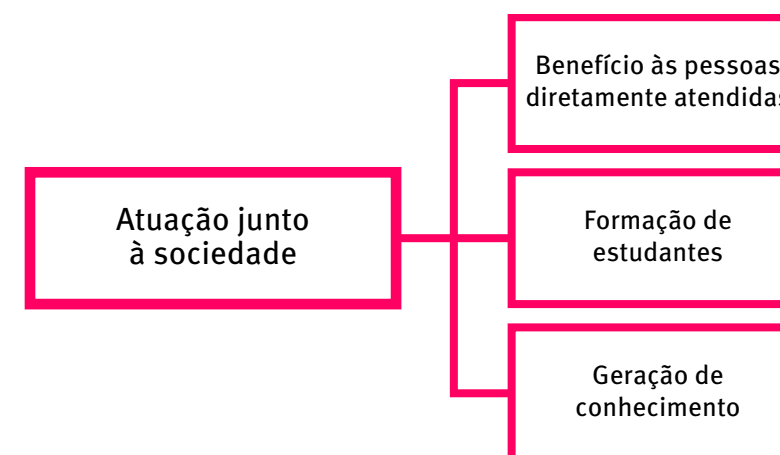 Benefício às pessoas
diretamente atendidas
Atuação junto
à sociedade
Formação de
estudantes
Geração de
conhecimento